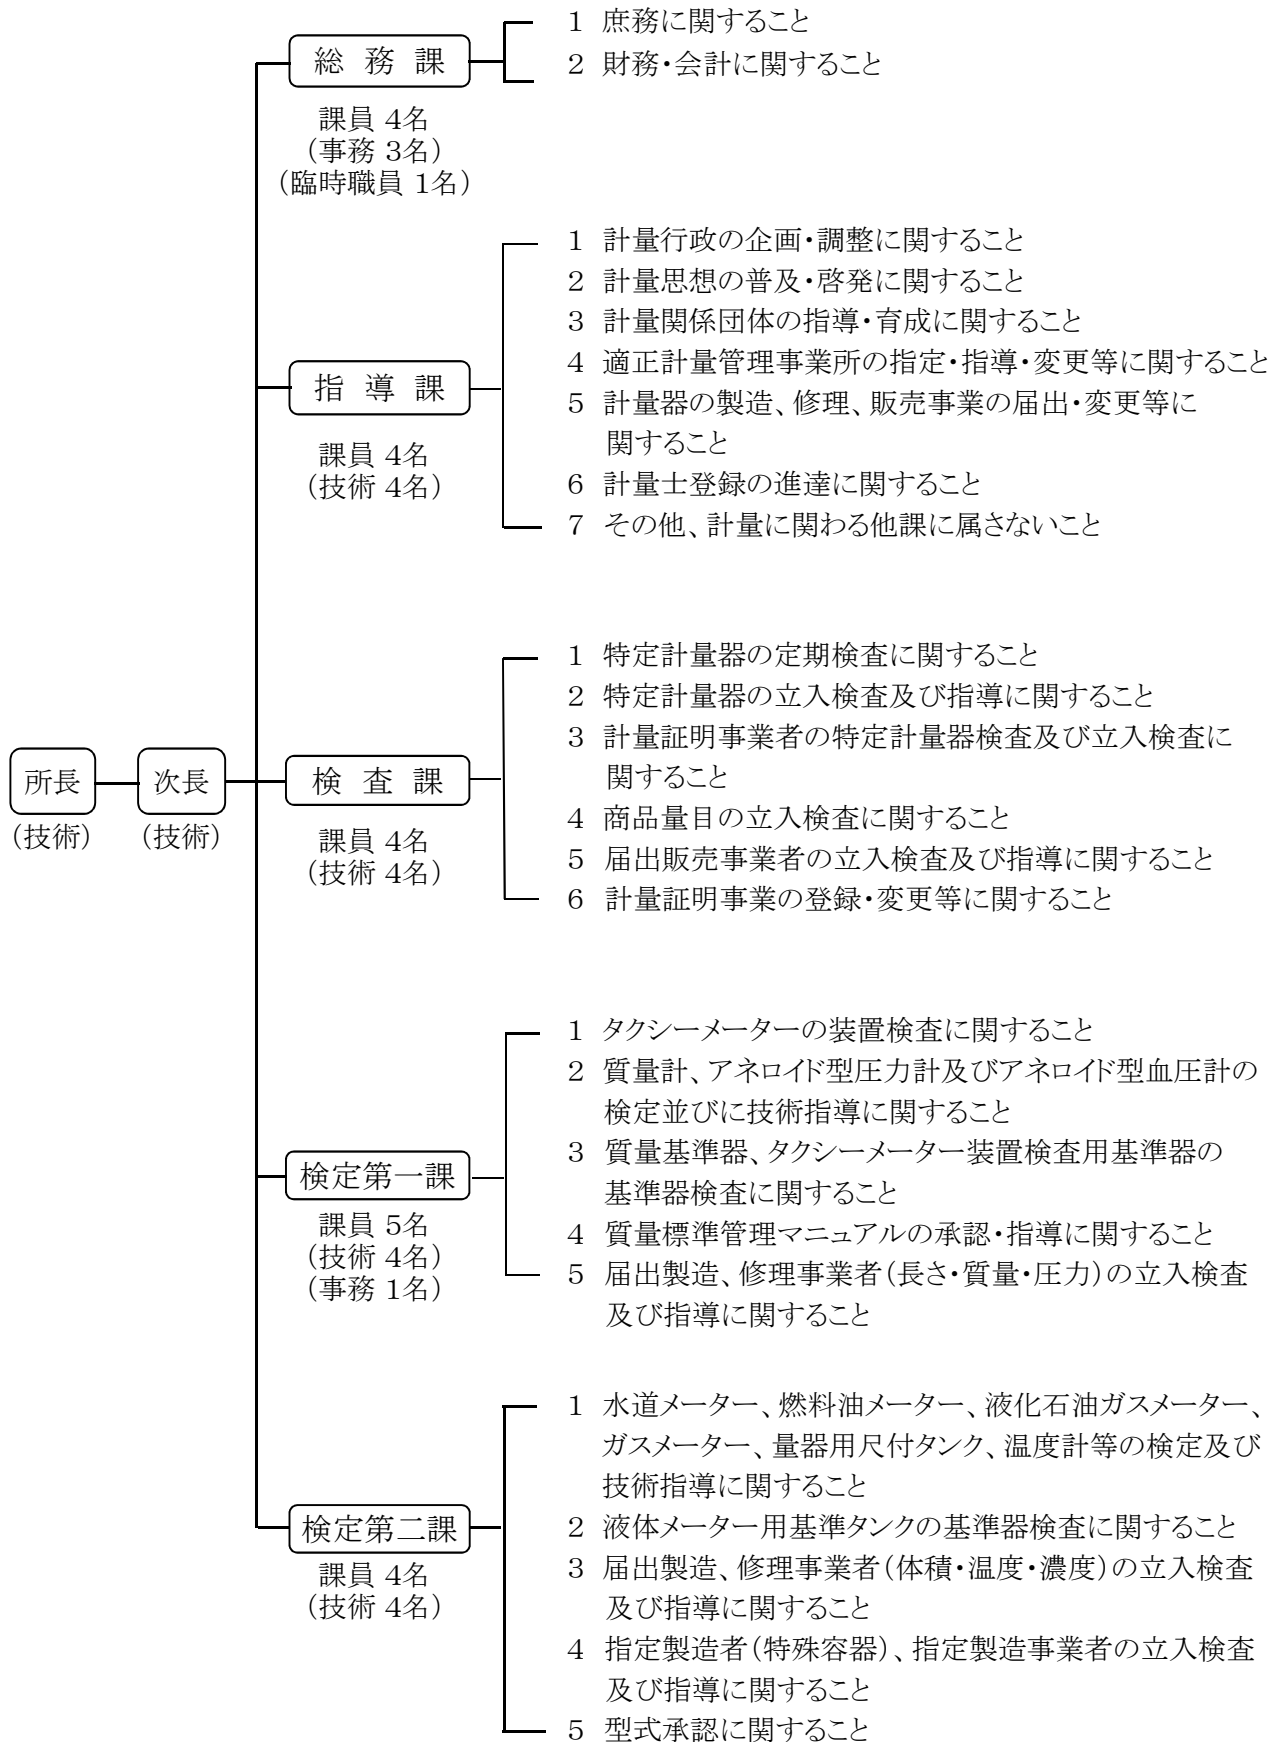 総務課
課員 4名
(事務 3名)
(臨時職員 1名)
1 庶務に関すること
2 財務・会計に関すること
指導課
課員 4名
(技術 4名)
1 計量行政の企画・調整に関すること
2 計量思想の普及・啓発に関すること
3 計量関係団体の指導・育成に関すること
4 適正計量管理事業所の指定・指導・変更等に関すること
5 計量器の製造、修理、販売事業の届出・変更等に
関すること
6 計量士登録の進達に関すること
7 その他、計量に関わる他課に属さないこと
所長
(技術)
次長
(技術)
検査課
課員 4名
(技術 4名)
1 特定計量器の定期検査に関すること
2 特定計量器の立入検査及び指導に関すること
3 計量証明事業者の特定計量器検査及び立入検査に
関すること
4 商品量目の立入検査に関すること
5 届出販売事業者の立入検査及び指導に関すること
6 計量証明事業の登録・変更等に関すること
検定第一課
課員 5名
(技術 4名)
(事務 1名)
1 タクシーメーターの装置検査に関すること
2 質量計、アネロイド型圧力計及びアネロイド型血圧計の
検定並びに技術指導に関すること
3 質量基準器、タクシーメーター装置検査用基準器の
基準器検査に関すること
4 質量標準管理マニュアルの承認・指導に関すること
5 届出製造、修理事業者(長さ・質量・圧力)の立入検査
及び指導に関すること
検定第二課
課員 4名
(技術 4名)
1 水道メーター、燃料油メーター、液化石油ガスメーター、
ガスメーター、量器用尺付タンク、温度計等の検定及び
技術指導に関すること
2 液体メーター用基準タンクの基準器検査に関すること
3 届出製造、修理事業者(体積・温度・濃度)の立入検査
及び指導に関すること
4 指定製造者(特殊容器)、指定製造事業者の立入検査
及び指導に関すること
5 型式承認に関すること